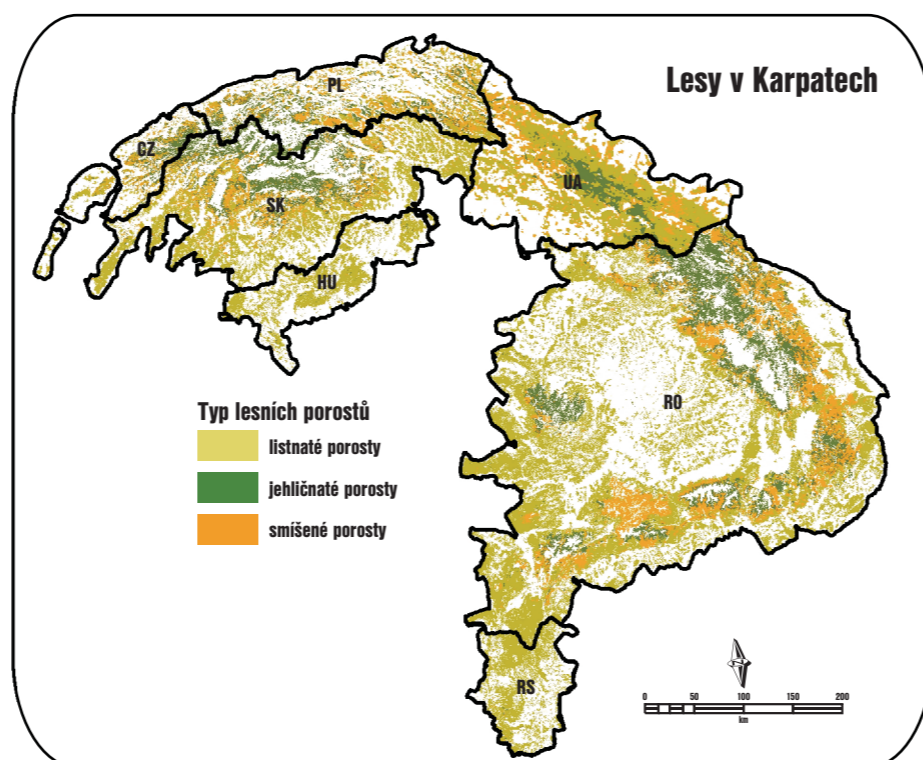 Lesy v Karpatech
PL
CZ
SK
UA
HU
RO
RS
Typ lesních porostů
listnaté porosty
jehličnaté porosty
smíšené porosty
0 50 100 150 200
km